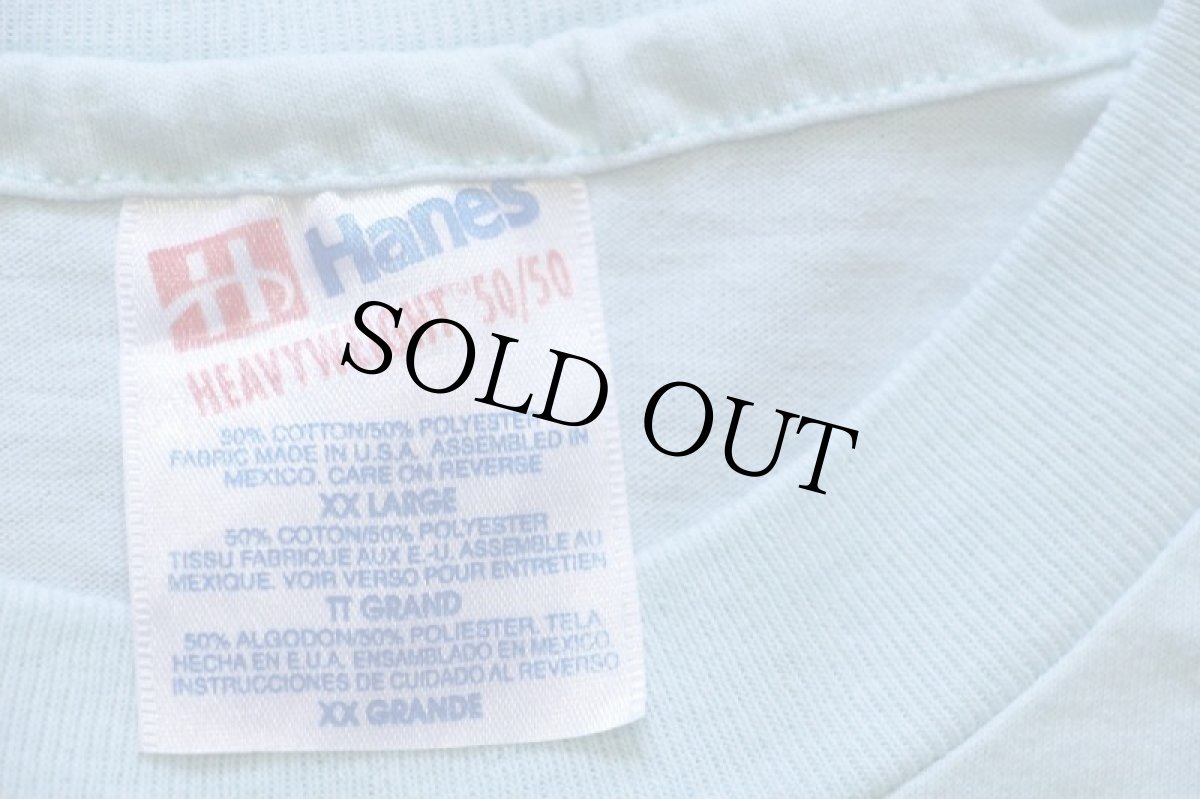 Hanes
HEAVYWEIGHT™ 50/50
SOLD OUT
50% COTTON/50% POLYESTER
FABRIC MADE IN U.S.A. ASSEMBLED IN
MEXICO. CARE ON REVERSE
XX LARGE
50% COTON/50% POLYESTER
TISSU FABRIQUE AUX E.-U. ASSEMBLE AU
MEXIQUE. VOIR VERSO POUR ENTRETIEN
TT GRAND
50% ALGODON/50% POLIESTER, TELA
HECHA EN E.U.A. ENSAMBLADO EN MEXICO
INSTRUCCIONES DE CUIDADO AL REVERSO
XX GRANDE